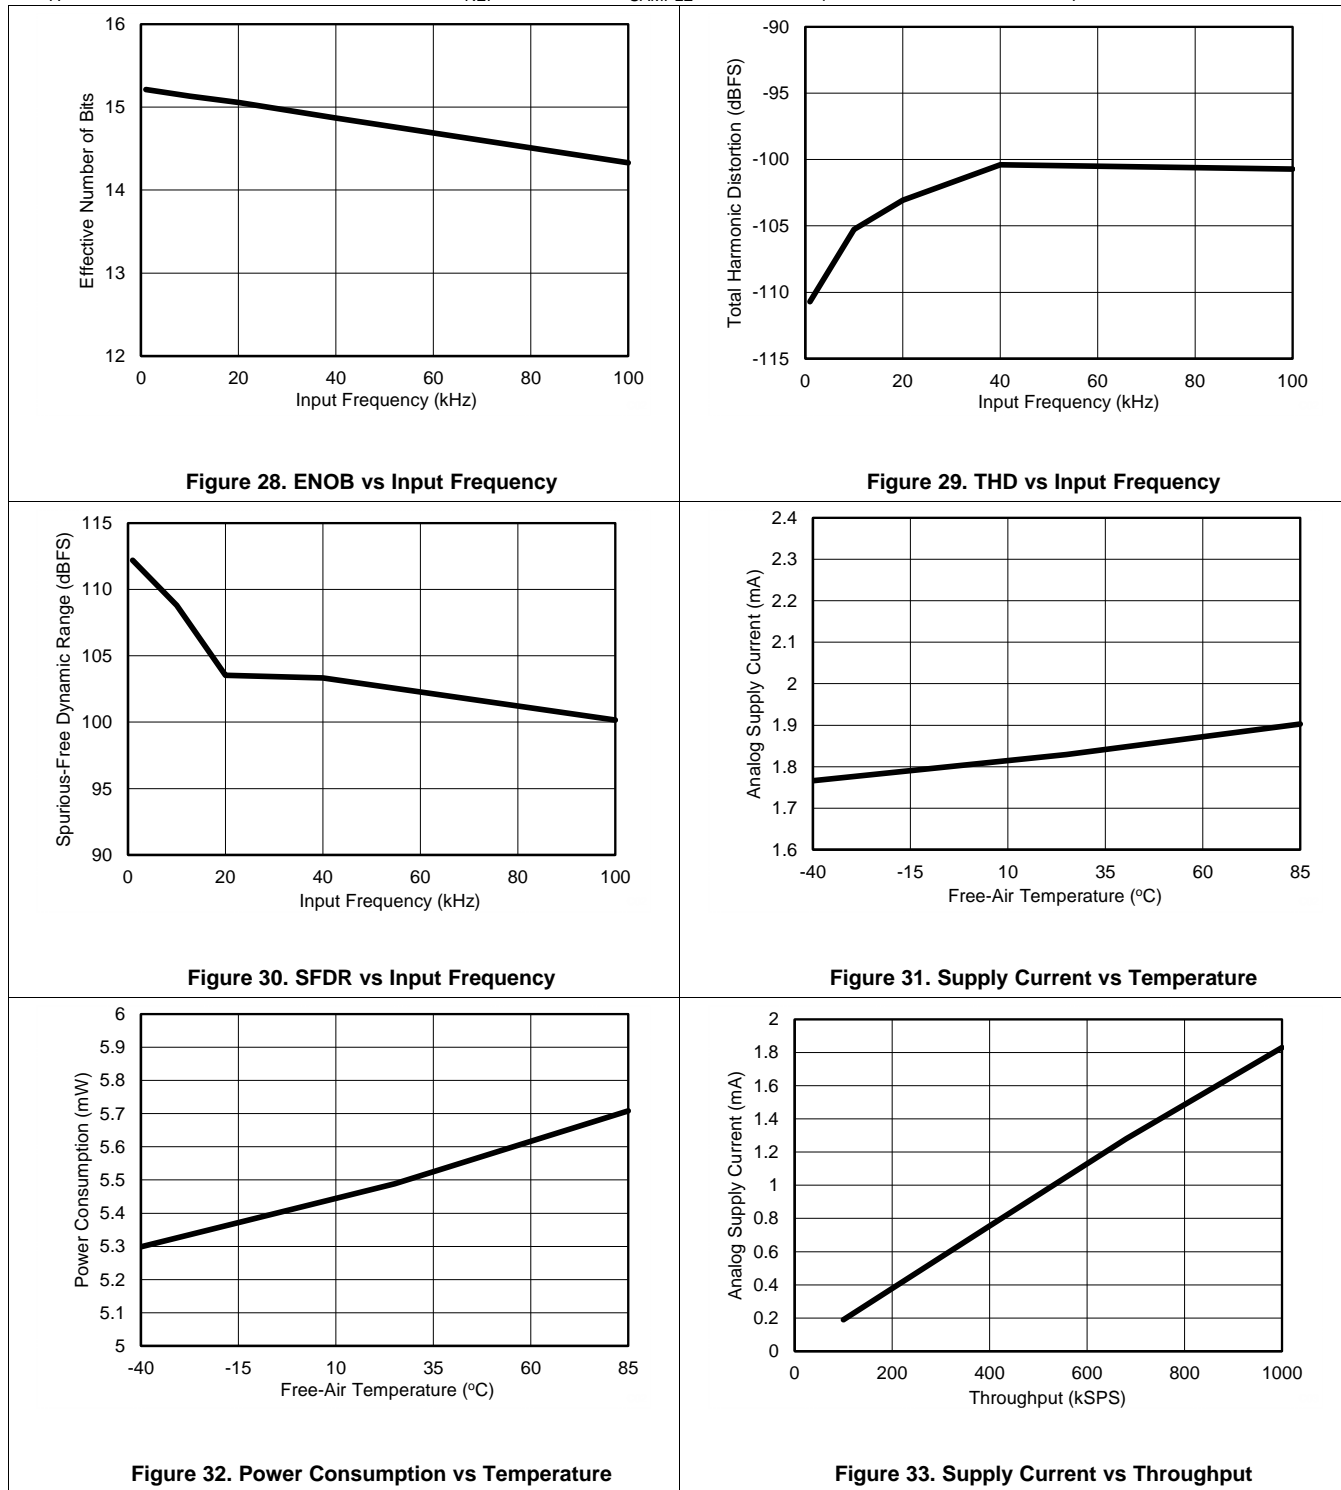 16
15
14
13
12
Effective Number of Bits
0 20 40 60 80 100
Input Frequency (kHz)
Figure 28. ENOB vs Input Frequency
-90
-95
-100
-105
-110
-115
Total Harmonic Distortion (dBFS)
0 20 40 60 80 100
Input Frequency (kHz)
Figure 29. THD vs Input Frequency
115
110
105
100
95
90
Spurious-Free Dynamic Range (dBFS)
0 20 40 60 80 100
Input Frequency (kHz)
Figure 30. SFDR vs Input Frequency
2.4
2.3
2.2
2.1
2
1.9
1.8
1.7
1.6
Analog Supply Current (mA)
-40 -15 10 35 60 85
Free-Air Temperature (°C)
Figure 31. Supply Current vs Temperature
6
5.9
5.8
5.7
5.6
5.5
5.4
5.3
5.2
5.1
5
Power Consumption (mW)
-40 -15 10 35 60 85
Free-Air Temperature (°C)
Figure 32. Power Consumption vs Temperature
2
1.8
1.6
1.4
1.2
1
0.8
0.6
0.4
0.2
0
Analog Supply Current (mA)
0 200 400 600 800 1000
Throughput (kSPS)
Figure 33. Supply Current vs Throughput